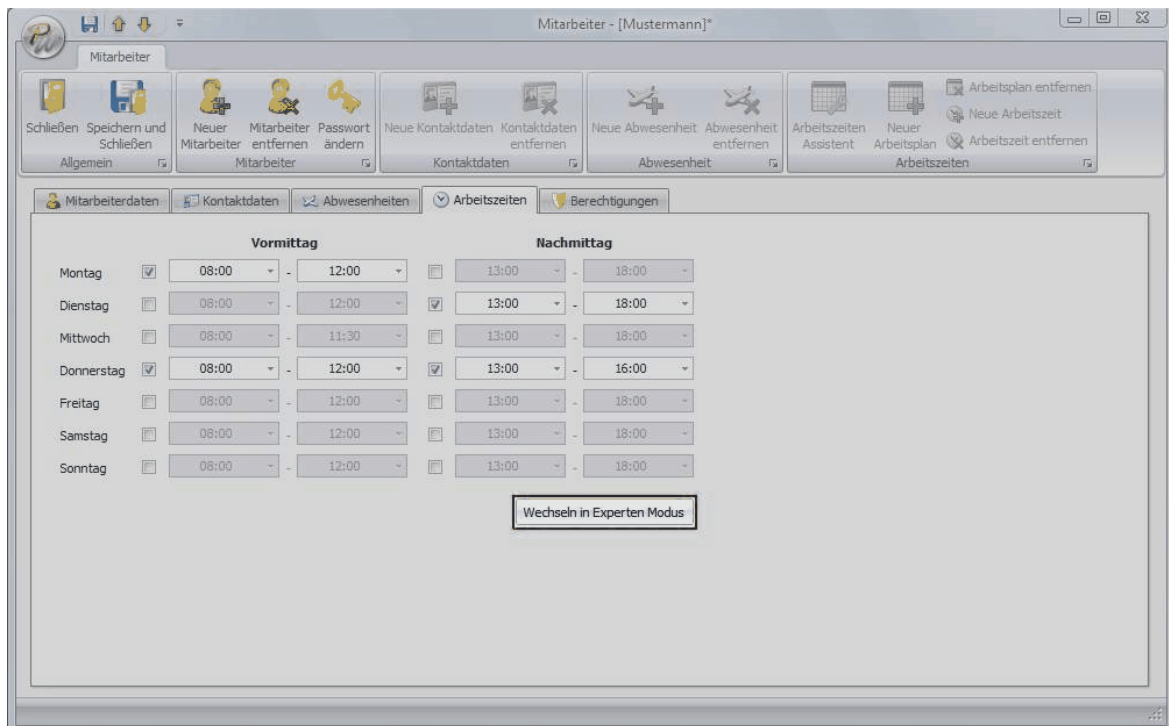 Mitarbeiter - [Mustermann]*
Mitarbeiter
Schließen
Speichern und
Schließen
Allgemein
Neuer
Mitarbeiter
Mitarbeiter
entfernen
Passwort
ändern
Mitarbeiter
Neue Kontaktdaten
Kontaktdaten
entfernen
Kontaktdaten
Neue Abwesenheit
Abwesenheit
entfernen
Abwesenheit
Arbeitszeiten
Assistent
Neuer
Arbeitsplan
Arbeitsplan entfernen
Neue Arbeitszeit
Arbeitszeit entfernen
Arbeitszeiten
Mitarbeiterdaten Kontaktdaten Abwesenheiten Arbeitszeiten Berechtigungen
Vormittag Nachmittag
Montag 08:00 - 12:00 13:00 - 18:00
Dienstag 08:00 - 12:00 13:00 - 18:00
Mittwoch 08:00 - 11:30 13:00 - 18:00
Donnerstag 08:00 - 12:00 13:00 - 16:00
Freitag 08:00 - 12:00 13:00 - 18:00
Samstag 08:00 - 12:00 13:00 - 18:00
Sonntag 08:00 - 12:00 13:00 - 18:00
Wechseln in Experten Modus